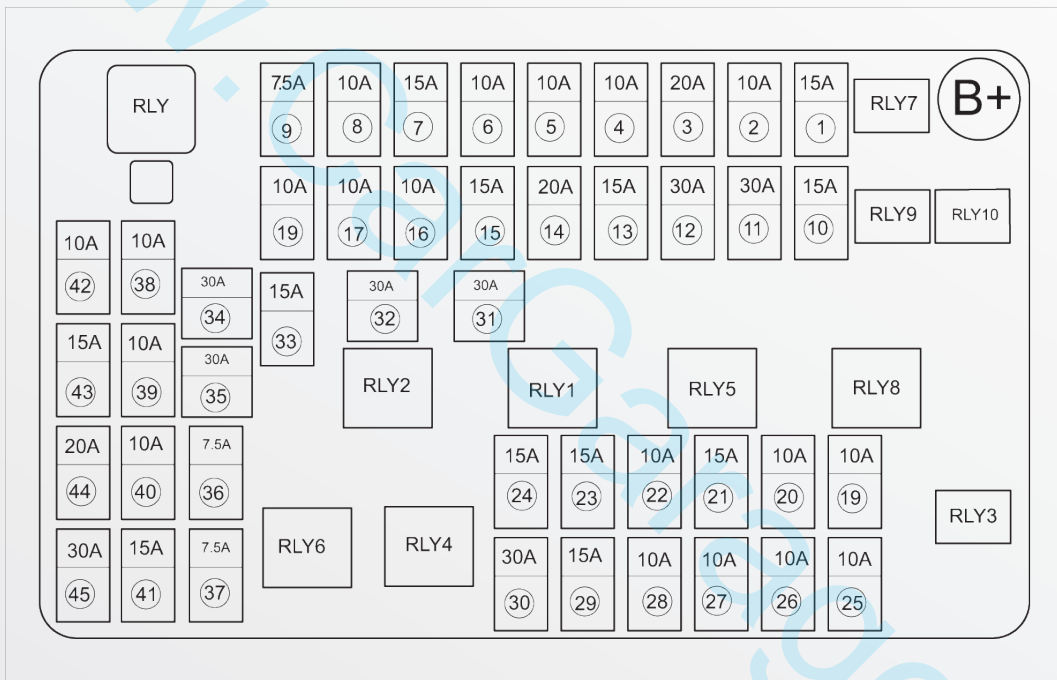 RLY
7.5A 10A 15A 10A 10A 10A 20A 10A 15A
9 8 7 6 5 4 3 2 1
RLY7
B+
10A 10A 10A 15A 20A 15A 30A 30A 15A
19 17 16 15 14 13 12 11 10
RLY9 RLY10
10A 10A
42 38
30A
34
15A
33
30A
32
30A
31
15A 10A
43 39
30A
35
RLY2 RLY1 RLY5 RLY8
20A 10A 7.5A
44 40 36
15A 15A 10A 15A 10A 10A
24 23 22 21 20 19
RLY3
30A 15A 7.5A
45 41 37
RLY6 RLY4
30A 15A 10A 10A 10A 10A
30 29 28 27 26 25
w.CarGarage